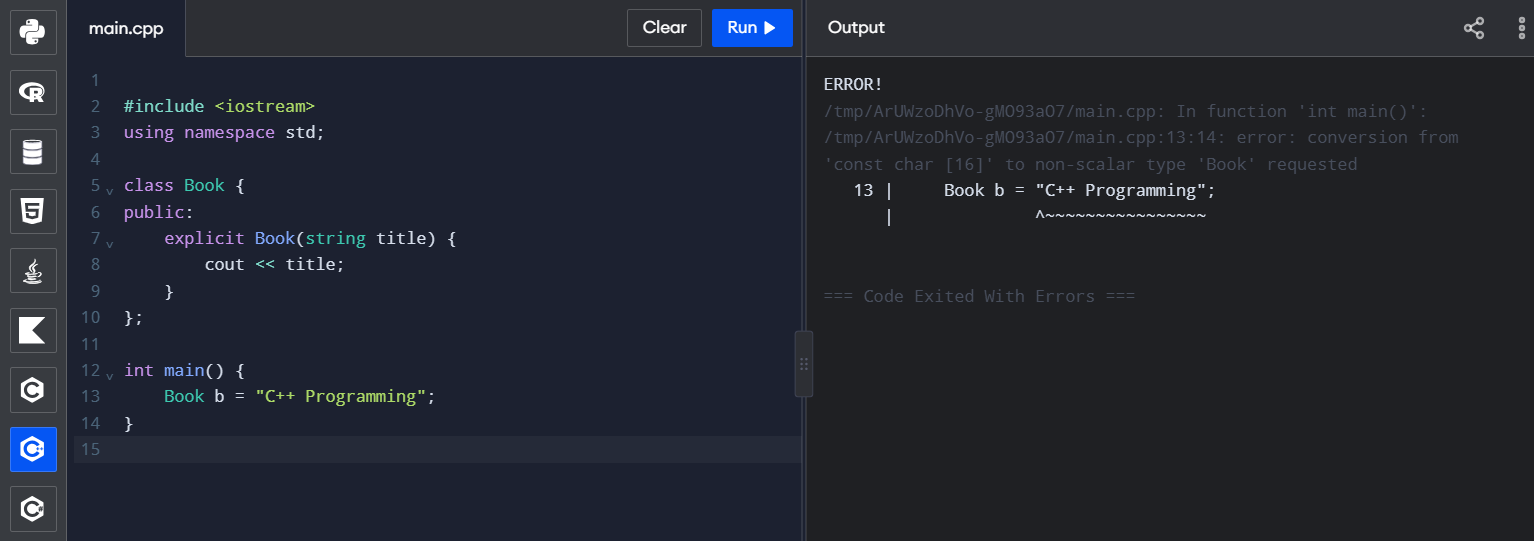 main.cpp
Clear
Run
1
2 #include <iostream>
3 using namespace std;
4
5 class Book {
6 public:
7     explicit Book(string title) {
8         cout << title;
9     }
10 };
11
12 int main() {
13     Book b = "C++ Programming";
14 }
15
Output
ERROR!
/tmp/ArUWzoDhVo-gMO93aO7/main.cpp: In function 'int main()':
/tmp/ArUWzoDhVo-gMO93aO7/main.cpp:13:14: error: conversion from
'const char [16]' to non-scalar type 'Book' requested
   13 |     Book b = "C++ Programming";
      |              ^~~~~~~~~~~~~~~~~
=== Code Exited With Errors ===